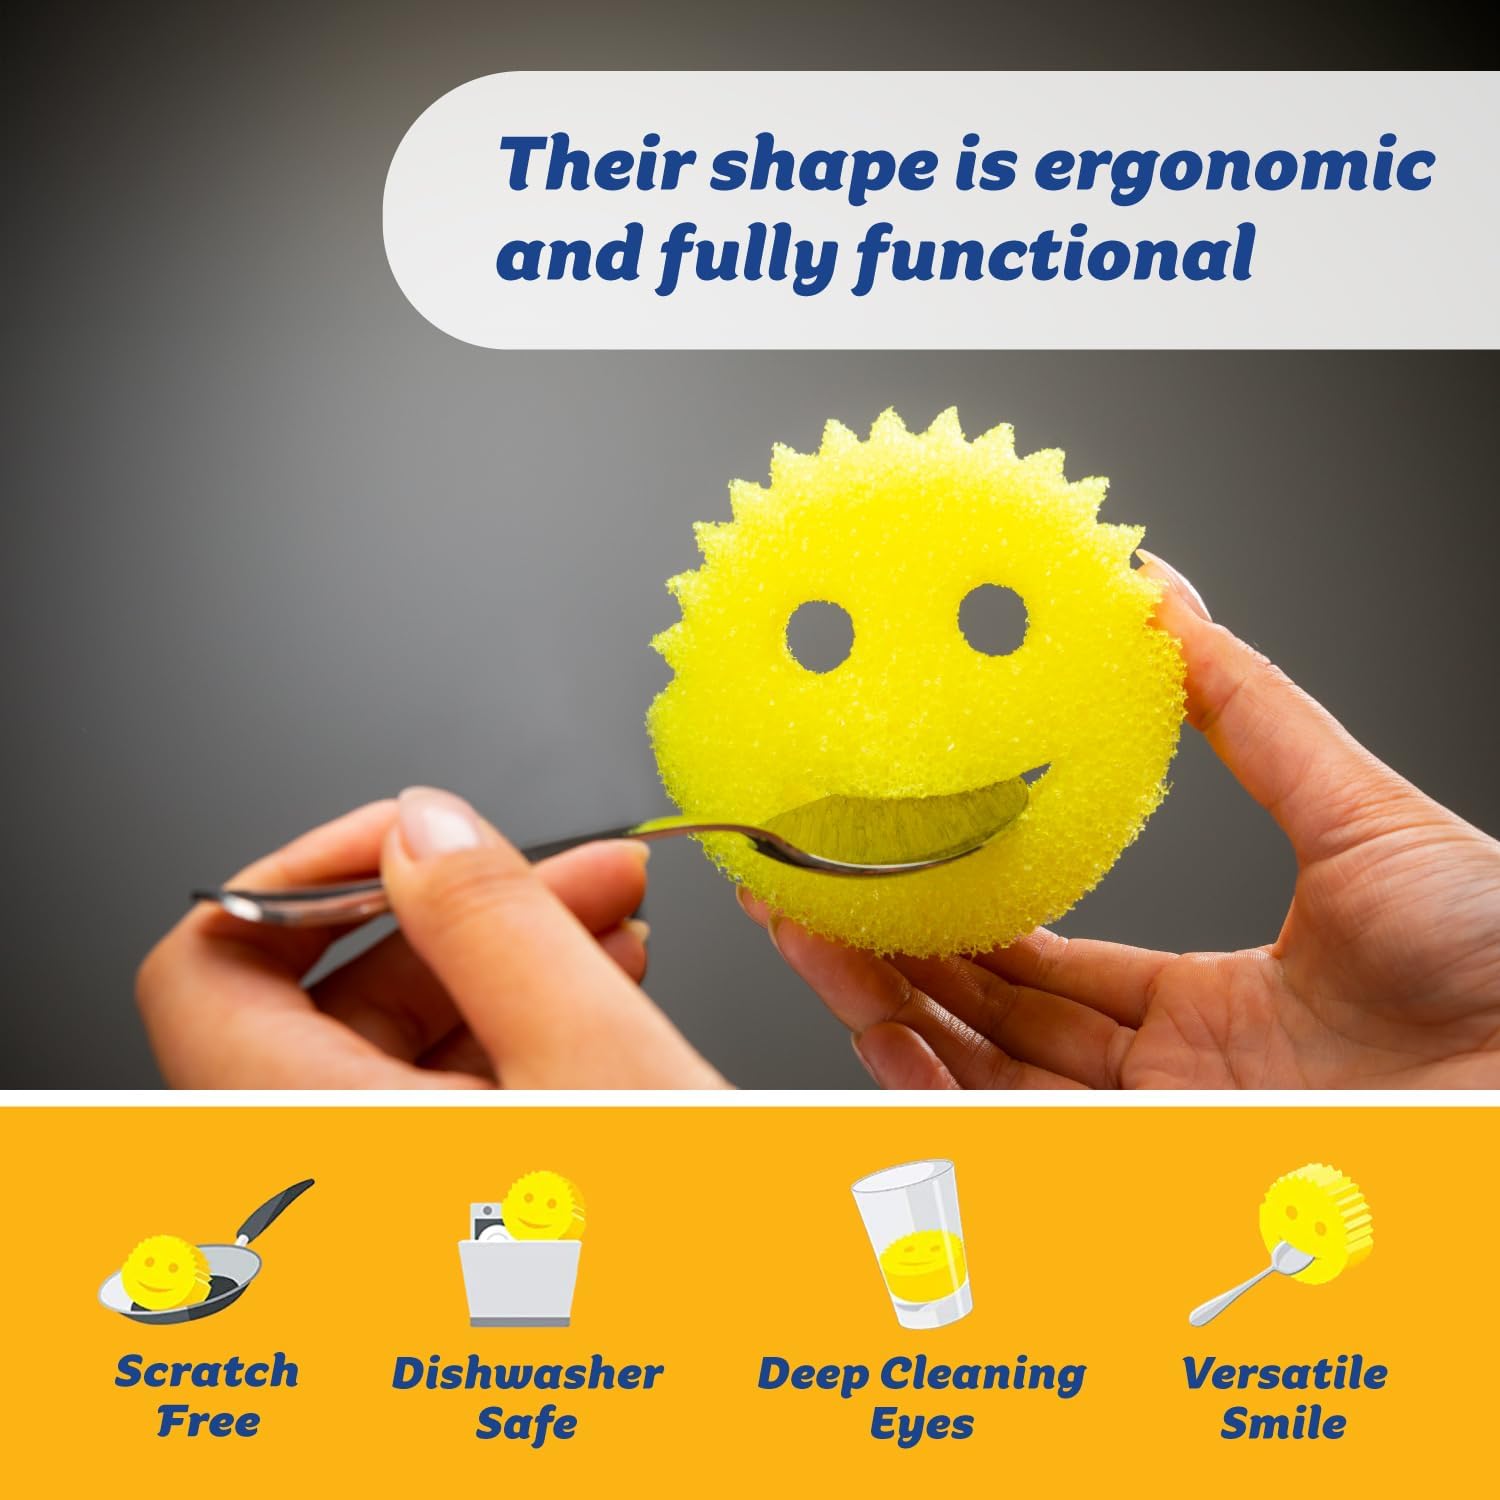 Their shape is ergonomic
and fully functional
Scratch
Free
Dishwasher
Safe
Deep Cleaning
Eyes
Versatile
Smile